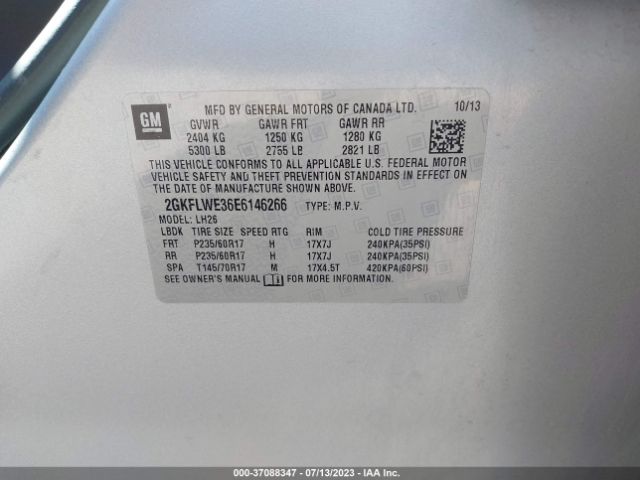 GM
MFD BY GENERAL MOTORS OF CANADA LTD. 10/13
GVWR GAWR FRT GAWR RR
2404 KG 1250 KG 1280 KG
5300 LB 2755 LB 2821 LB
THIS VEHICLE CONFORMS TO ALL APPLICABLE U.S. FEDERAL MOTOR
VEHICLE SAFETY AND THEFT PREVENTION STANDARDS IN EFFECT ON
THE DATE OF MANUFACTURE SHOWN ABOVE.
2GKFLWE36E6146266 TYPE: M.P.V.
MODEL: LH26
LBDK TIRE SIZE SPEED RTG RIM COLD TIRE PRESSURE
FRT P235/60R17 H 17X7J 240KPA(35PSI)
RR P235/60R17 H 17X7J 240KPA(35PSI)
SPA T145/70R17 M 17X4.5T 420KPA(60PSI)
SEE OWNER'S MANUAL FOR MORE INFORMATION.
000-37088347 - 07/13/2023 - IAA Inc.